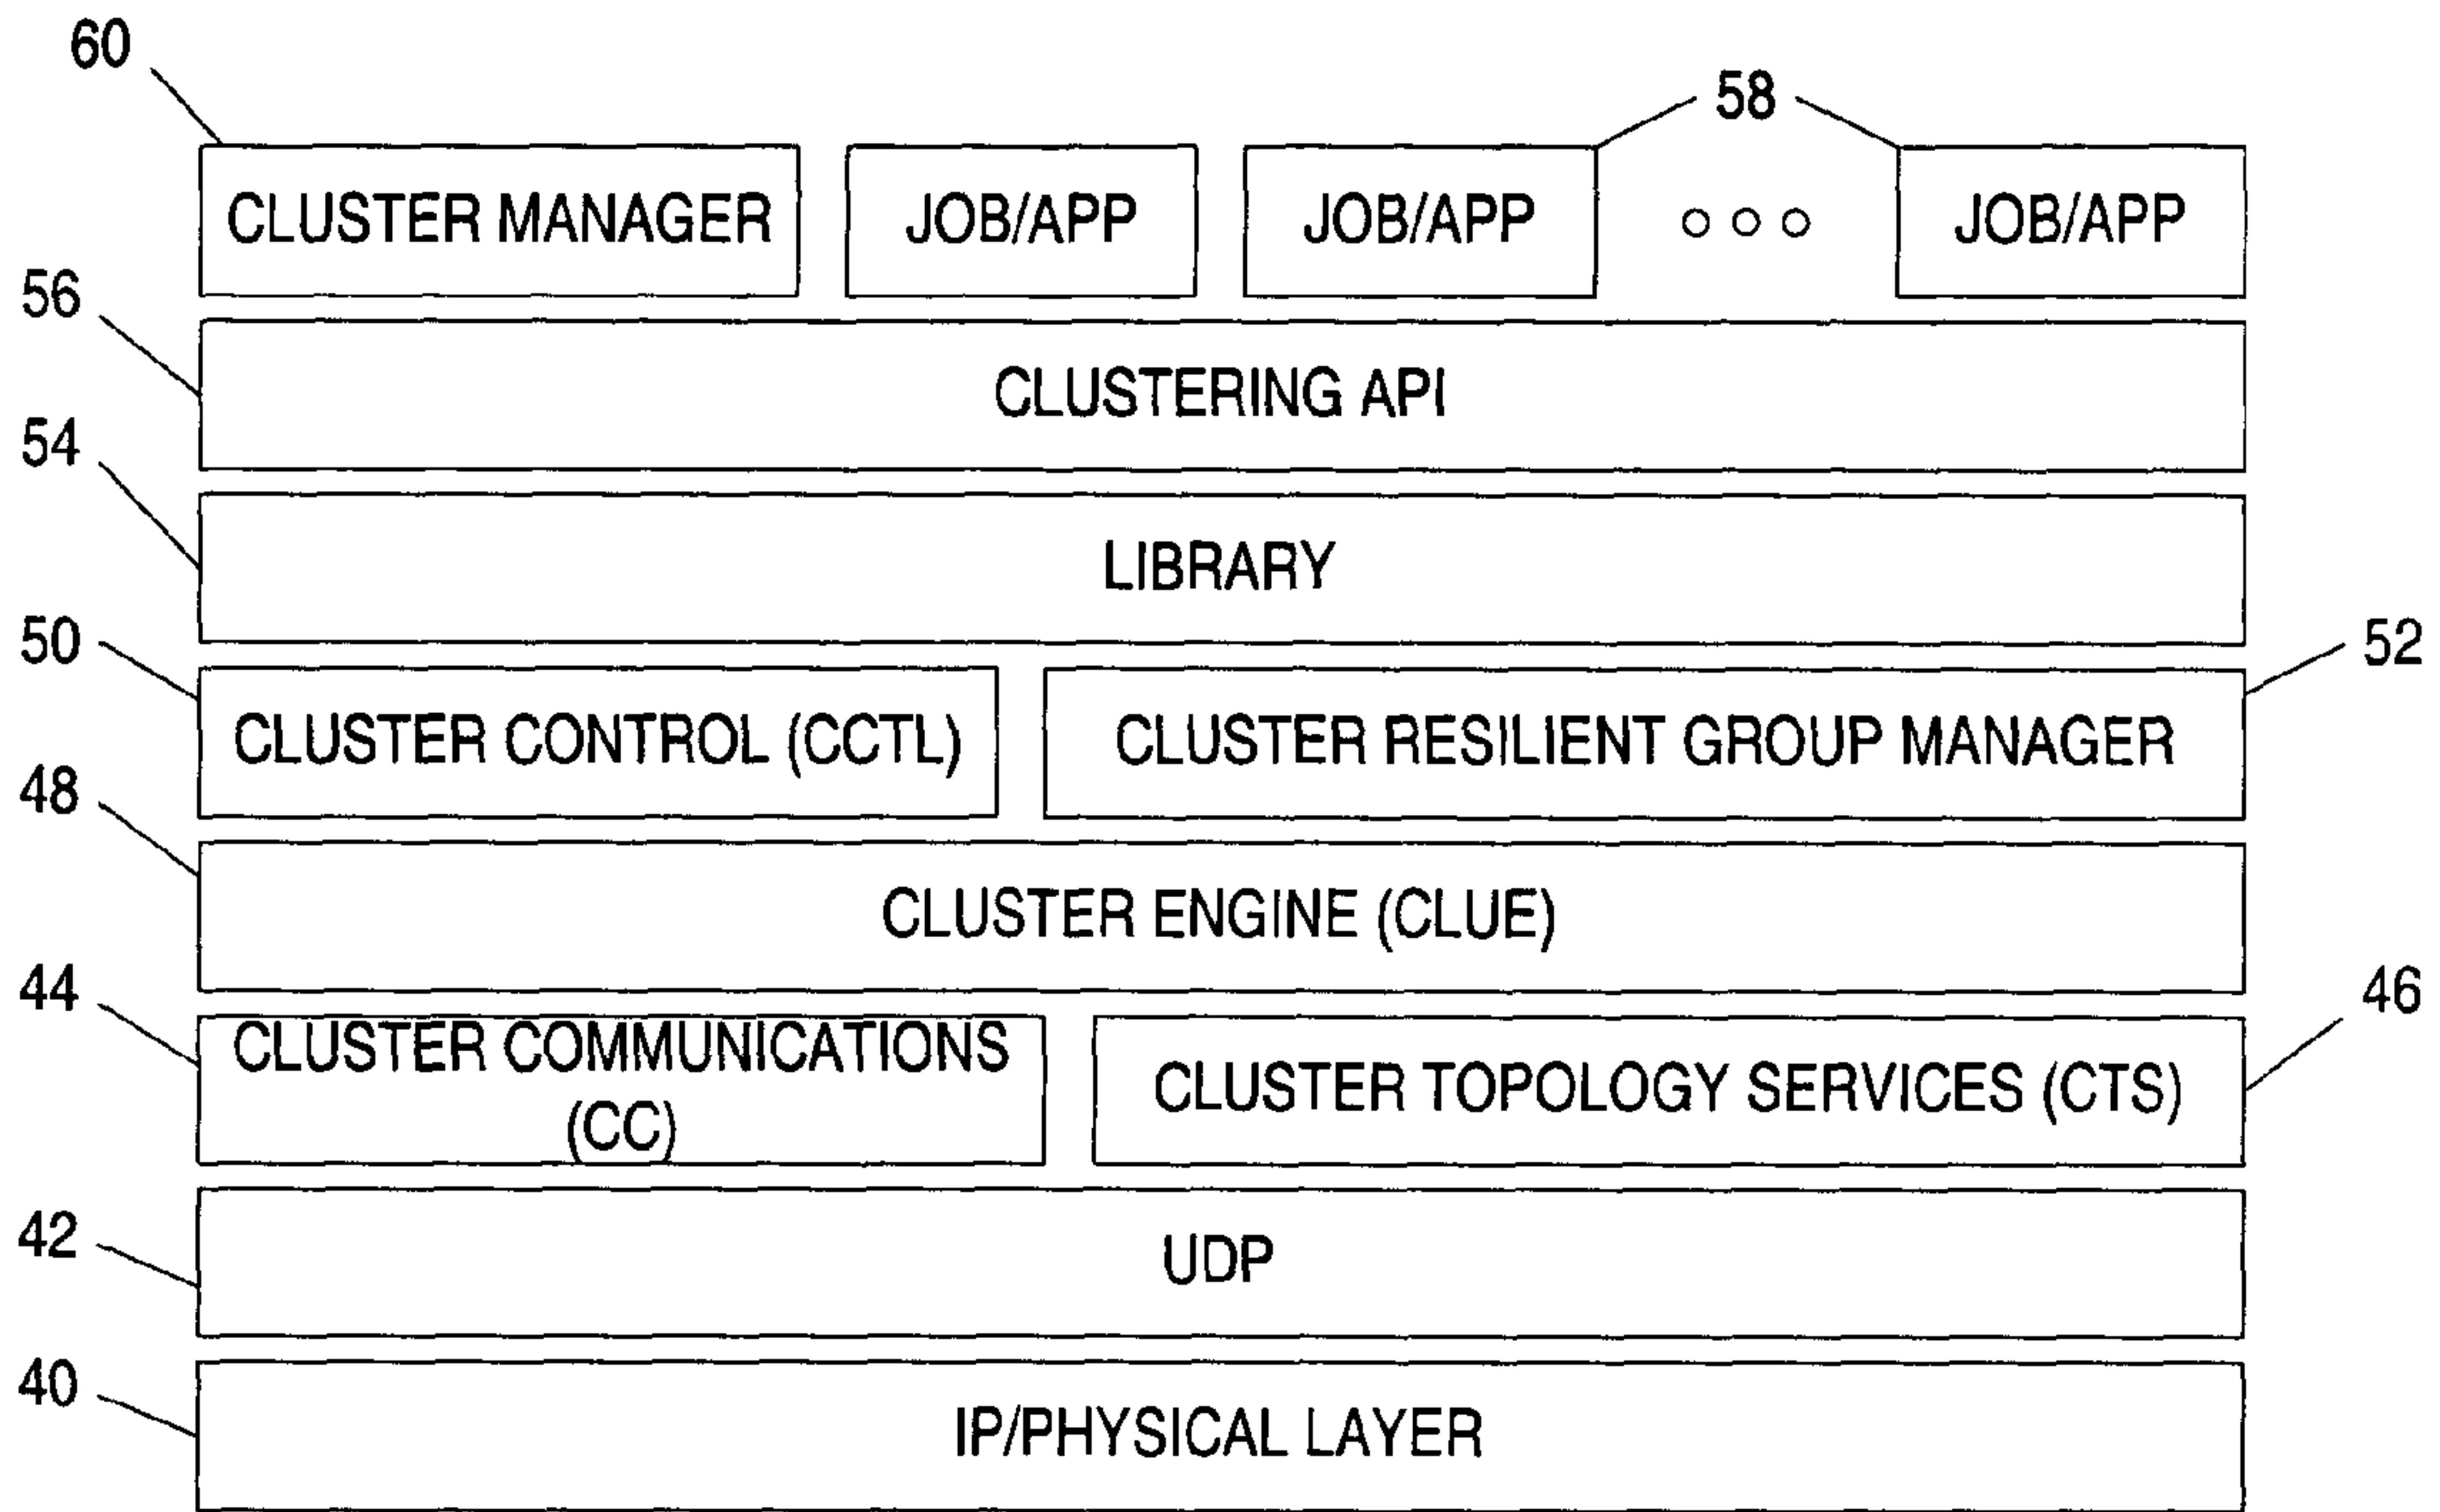 60
58
CLUSTER MANAGER
JOB/APP
JOB/APP
JOB/APP
56
CLUSTERING API
54
LIBRARY
50
52
CLUSTER CONTROL (CCTL)
CLUSTER RESILIENT GROUP MANAGER
48
CLUSTER ENGINE (CLUE)
44
46
CLUSTER COMMUNICATIONS
(CC)
CLUSTER TOPOLOGY SERVICES (CTS)
42
UDP
40
IP/PHYSICAL LAYER